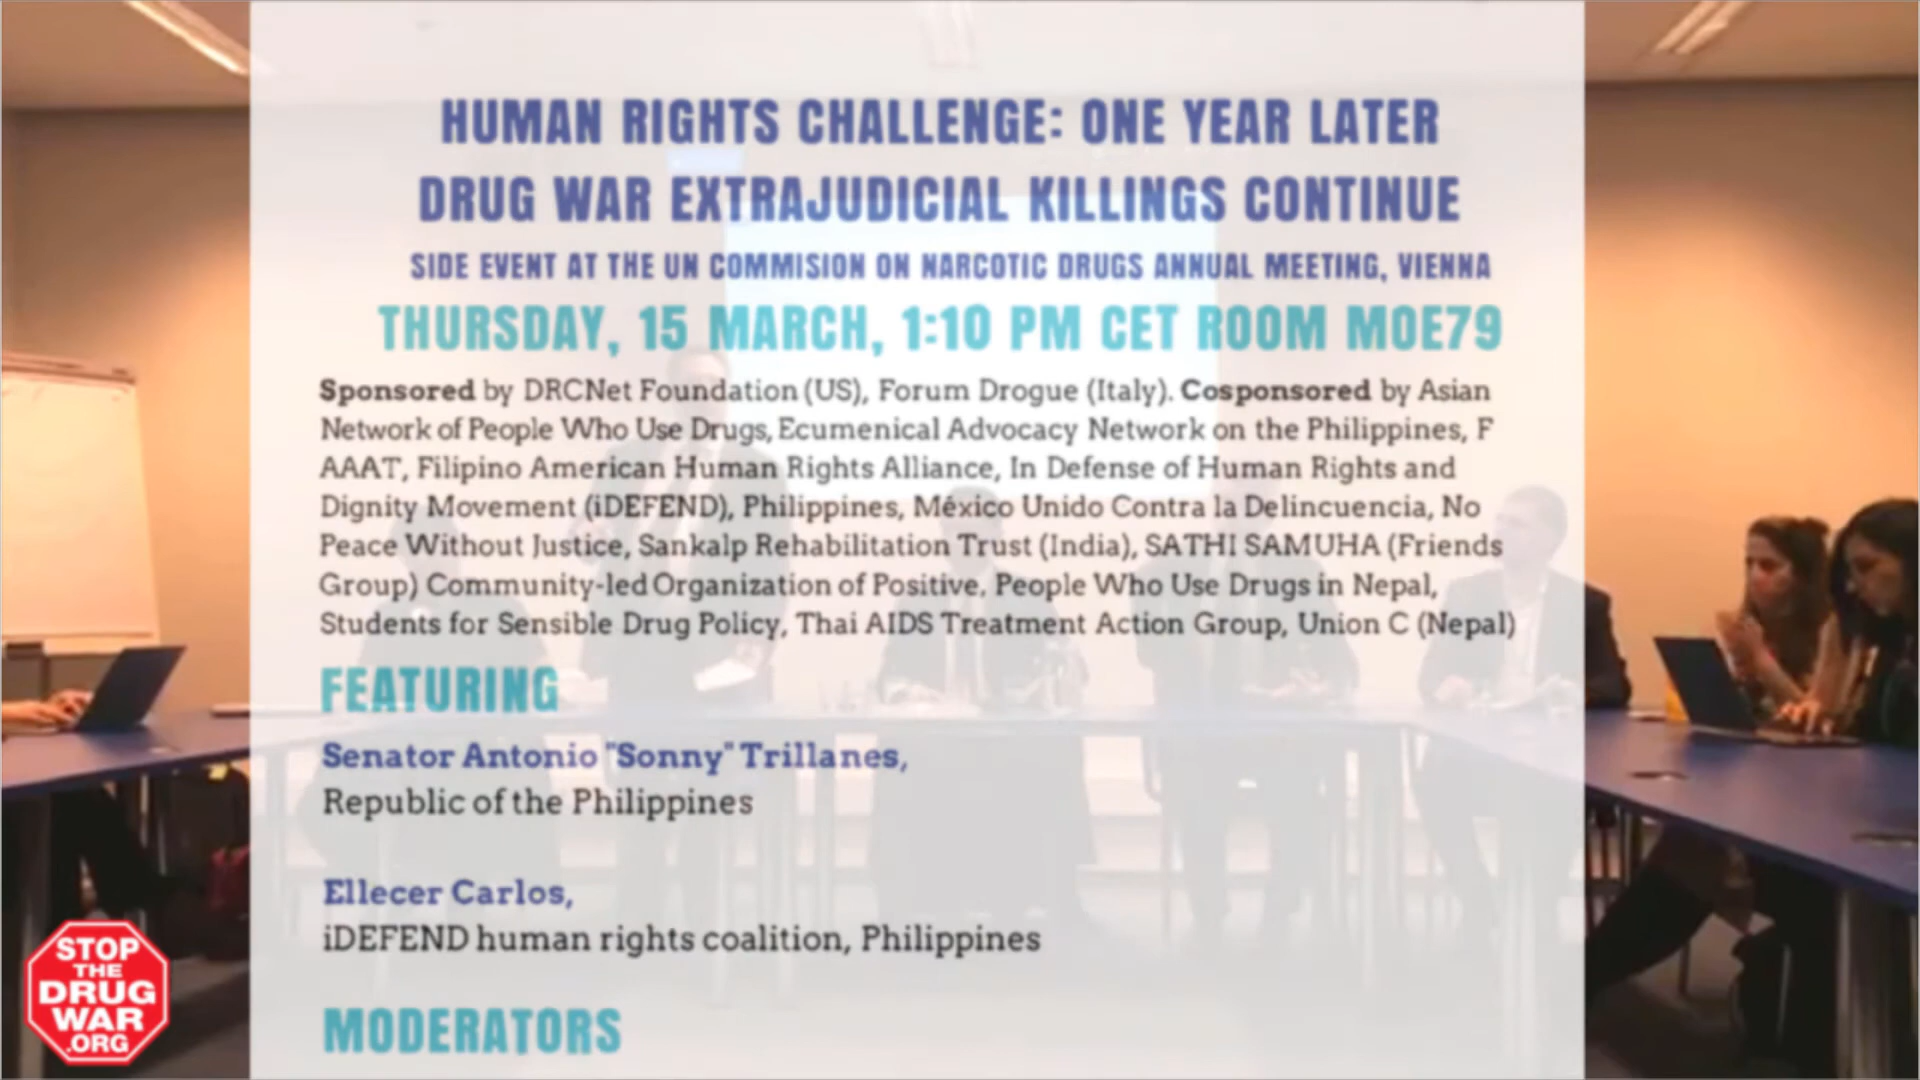 HUMAN RIGHTS CHALLENGE: ONE YEAR LATER
DRUG WAR EXTRAJUDICIAL KILLINGS CONTINUE
SIDE EVENT AT THE UN COMMISION ON NARCOTIC DRUGS ANNUAL MEETING, VIENNA
THURSDAY, 15 MARCH, 1:10 PM CET ROOM MOE79
Sponsored by DRCNet Foundation (US), Forum Drogue (Italy). Cosponsored by Asian
Network of People Who Use Drugs, Ecumenical Advocacy Network on the Philippines, F
AAAT, Filipino American Human Rights Alliance, In Defense of Human Rights and
Dignity Movement (iDEFEND), Philippines, México Unido Contra la Delincuencia, No
Peace Without Justice, Sankalp Rehabilitation Trust (India), SATHI SAMUHA (Friends
Group) Community-led Organization of Positive, People Who Use Drugs in Nepal,
Students for Sensible Drug Policy, Thai AIDS Treatment Action Group, Union C (Nepal)
FEATURING
Senator Antonio "Sonny" Trillanes,
Republic of the Philippines
Ellecer Carlos,
iDEFEND human rights coalition, Philippines
MODERATORS
STOP
THE
DRUG
WAR
.ORG